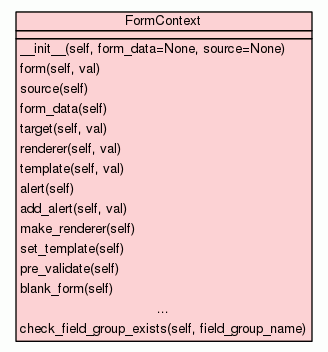 FormContext
__init__(self, form_data=None, source=None)
form(self, val)
source(self)
form_data(self)
target(self, val)
renderer(self, val)
template(self, val)
alert(self)
add_alert(self, val)
make_renderer(self)
set_template(self)
pre_validate(self)
blank_form(self)
...
check_field_group_exists(self, field_group_name)